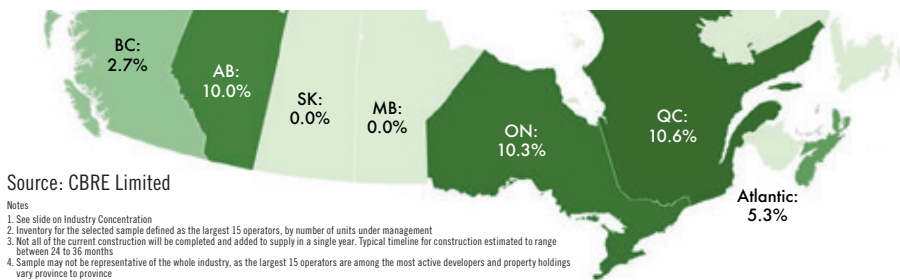 BC:
2.7%
AB:
10.0%
SK:
0.0%
MB:
0.0%
ON:
10.3%
QC:
10.6%
Atlantic:
5.3%
Source: CBRE Limited
Notes
1. See slide on Industry Concentration
2. Inventory for the selected sample defined as the largest 15 operators, by number of units under management
3. Not all of the current construction will be completed and added to supply in a single year. Typical timeline for construction estimated to range
between 24 to 36 months
4. Sample may not be representative of the whole industry, as the largest 15 operators are among the most active developers and property holdings
vary province to province